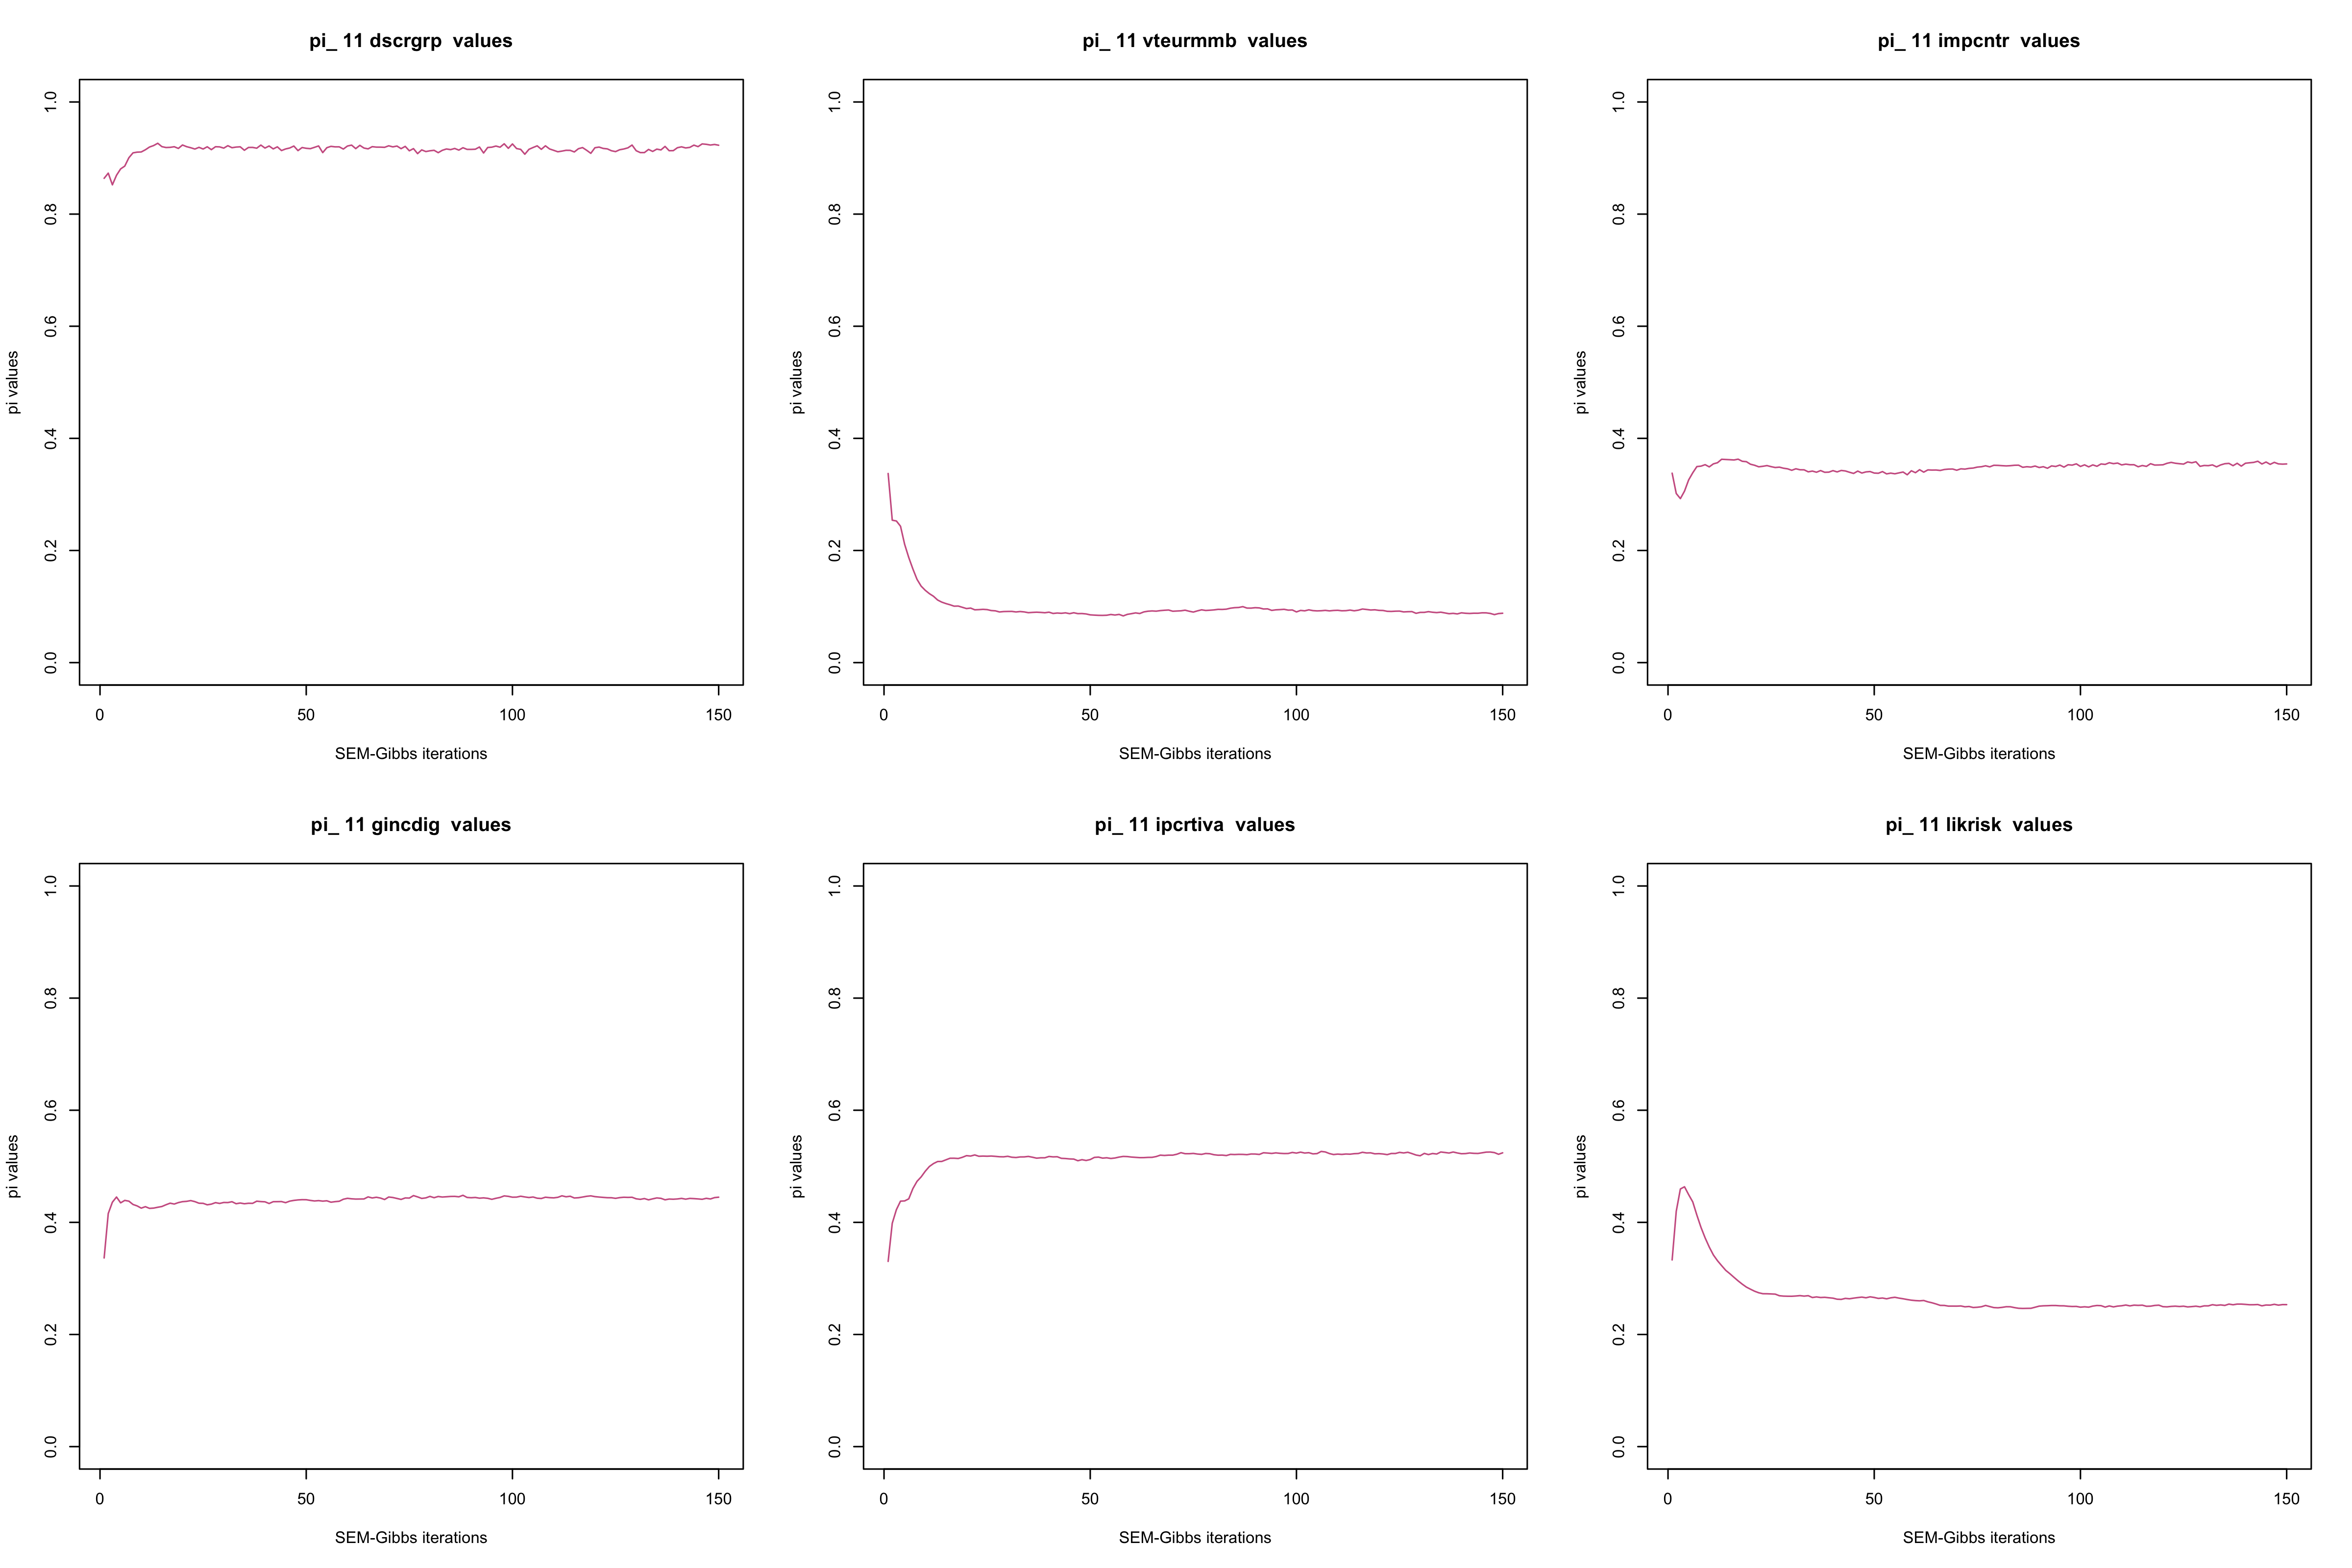 pi_ 11 dscrgrp  values
pi values
1.0
0.8
0.6
0.4
0.2
0.0
0 50 100 150
SEM-Gibbs iterations
pi_ 11 vteurmmb  values
pi values
1.0
0.8
0.6
0.4
0.2
0.0
0 50 100 150
SEM-Gibbs iterations
pi_ 11 impcntr  values
pi values
1.0
0.8
0.6
0.4
0.2
0.0
0 50 100 150
SEM-Gibbs iterations
pi_ 11 gincdig  values
pi values
1.0
0.8
0.6
0.4
0.2
0.0
0 50 100 150
SEM-Gibbs iterations
pi_ 11 ipcrtiva  values
pi values
1.0
0.8
0.6
0.4
0.2
0.0
0 50 100 150
SEM-Gibbs iterations
pi_ 11 likrisk  values
pi values
1.0
0.8
0.6
0.4
0.2
0.0
0 50 100 150
SEM-Gibbs iterations